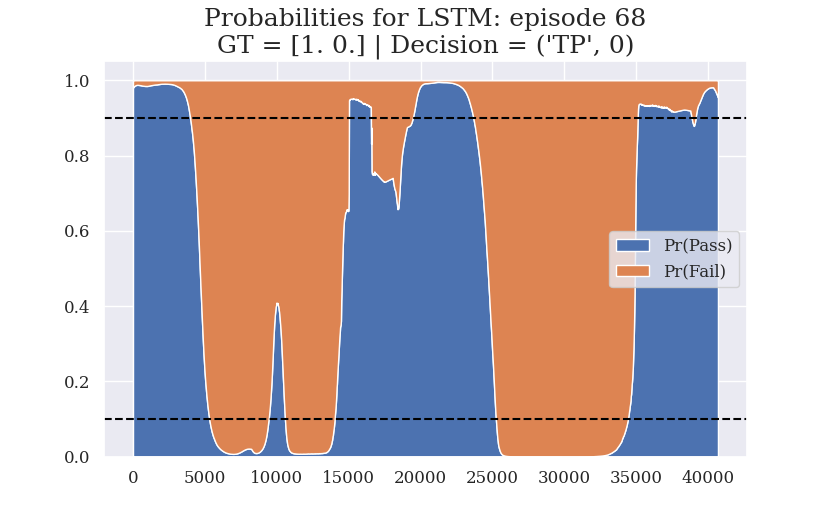 Probabilities for LSTM: episode 68
GT = [1. 0.] | Decision = ('TP', 0)
1.0
0.8
0.6
0.4
0.2
0.0
Pr(Pass)
Pr(Fail)
0 5000 10000 15000 20000 25000 30000 35000 40000